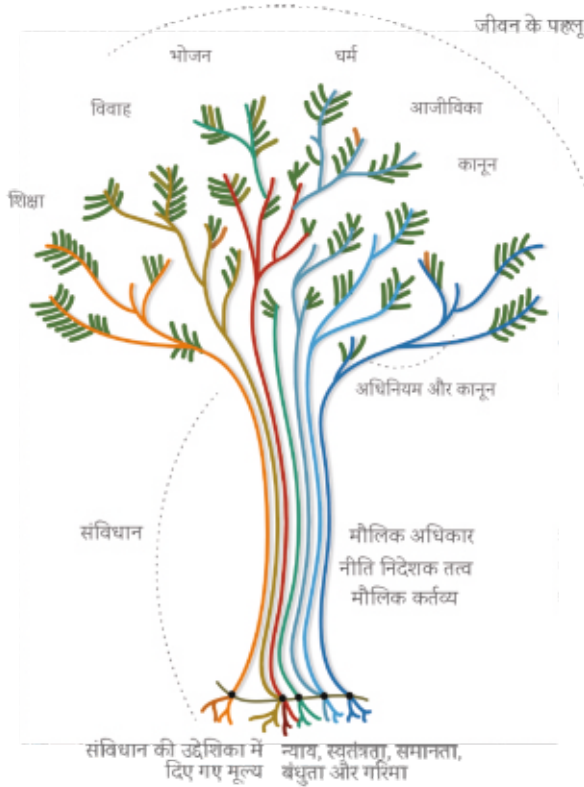 जीवन के पहलू
भोजन
धर्म
विवाह
आजीविका
कानून
शिक्षा
अधिनियम और कानून
संविधान
मौलिक अधिकार
नीति निदेशक तत्व
मौलिक कर्तव्य
संविधान की उद्देशिका में
दिए गए मूल्य
न्याय, स्वतंत्रता, समानता,
बंधुता और गरिमा